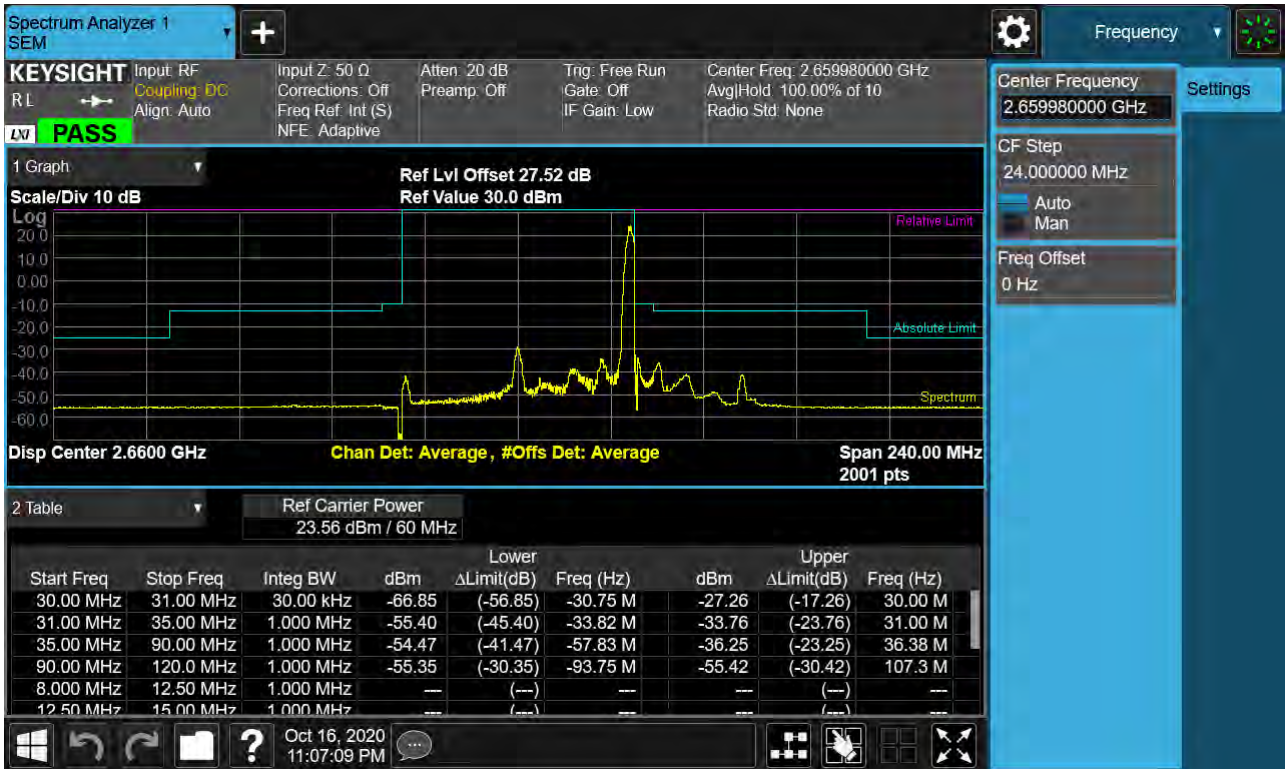 Spectrum Analyzer 1
SEM
+
Frequency
KEYSIGHT
R L
LXI
PASS
Input: RF
Coupling: DC
Align: Auto
Input Z: 50 Ω
Corrections: Off
Freq Ref: Int (S)
NFE: Adaptive
Atten: 20 dB
Preamp: Off
Trig: Free Run
Gate: Off
IF Gain: Low
Center Freq: 2.659980000 GHz
Avg|Hold: 100.00% of 10
Radio Std: None
Center Frequency
2.659980000 GHz
Settings
CF Step
24.000000 MHz
Auto
Man
Freq Offset
0 Hz
1 Graph
Ref Lvl Offset 27.52 dB
Scale/Div 10 dB
Ref Value 30.0 dBm
Log
Relative Limit
20.0
10.0
0.00
-10.0
-20.0
Absolute Limit
-30.0
-40.0
-50.0
Spectrum
-60.0
Disp Center 2.6600 GHz
Chan Det: Average, #Offs Det: Average
Span 240.00 MHz
2001 pts
2 Table
Ref Carrier Power
23.56 dBm / 60 MHz
Lower Upper
Start Freq Stop Freq Integ BW dBm ΔLimit(dB) Freq (Hz) dBm ΔLimit(dB) Freq (Hz)
30.00 MHz 31.00 MHz 30.00 kHz -66.85 (-56.85) -30.75 M -27.26 (-17.26) 30.00 M
31.00 MHz 35.00 MHz 1.000 MHz -55.40 (-45.40) -33.82 M -33.76 (-23.76) 31.00 M
35.00 MHz 90.00 MHz 1.000 MHz -54.47 (-41.47) -57.83 M -36.25 (-23.25) 36.38 M
90.00 MHz 120.0 MHz 1.000 MHz -55.35 (-30.35) -93.75 M -55.42 (-30.42) 107.3 M
8.000 MHz 12.50 MHz 1.000 MHz --- (---) --- --- (---) ---
12.50 MHz 15.00 MHz 1.000 MHz --- (---) --- --- (---) ---
?
Oct 16, 2020
11:07:09 PM